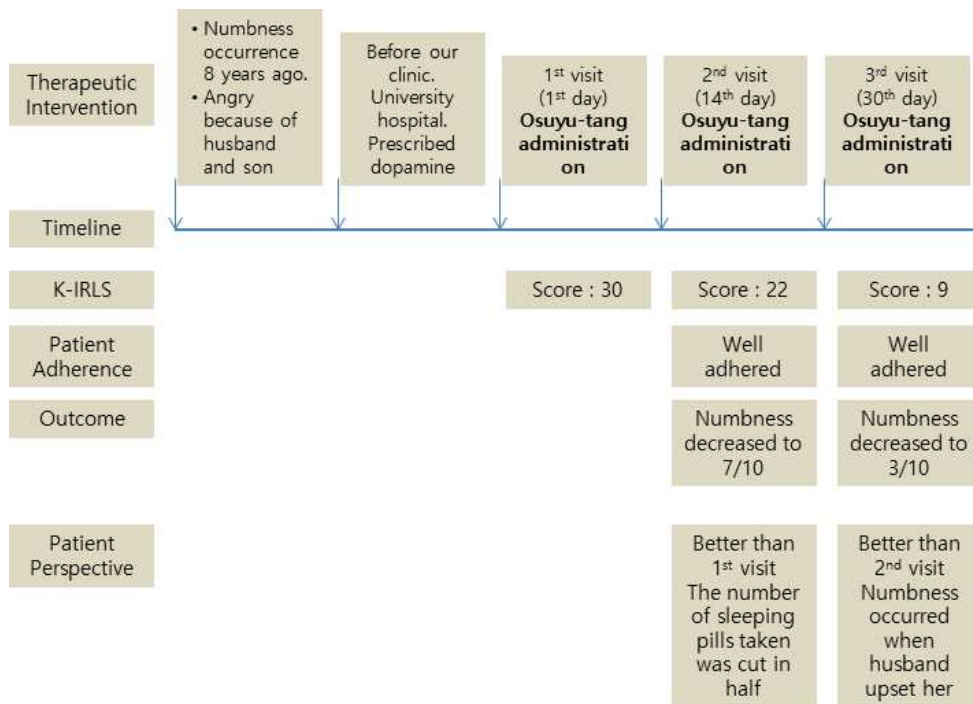 Therapeutic
Intervention
• Numbness
occurrence
8 years ago.
• Angry
because of
husband
and son
Before our
clinic.
University
hospital.
Prescribed
dopamine
1st visit
(1st day)
Osuyu-tang
administrati
on
2nd visit
(14th day)
Osuyu-tang
administrati
on
3rd visit
(30th day)
Osuyu-tang
administrati
on
Timeline
K-IRLS
Score : 30
Score : 22
Score : 9
Patient
Adherence
Well
adhered
Well
adhered
Outcome
Numbness
decreased to
7/10
Numbness
decreased to
3/10
Patient
Perspective
Better than
1st visit
The number
of sleeping
pills taken
was cut in
half
Better than
2nd visit
Numbness
occurred
when
husband
upset her